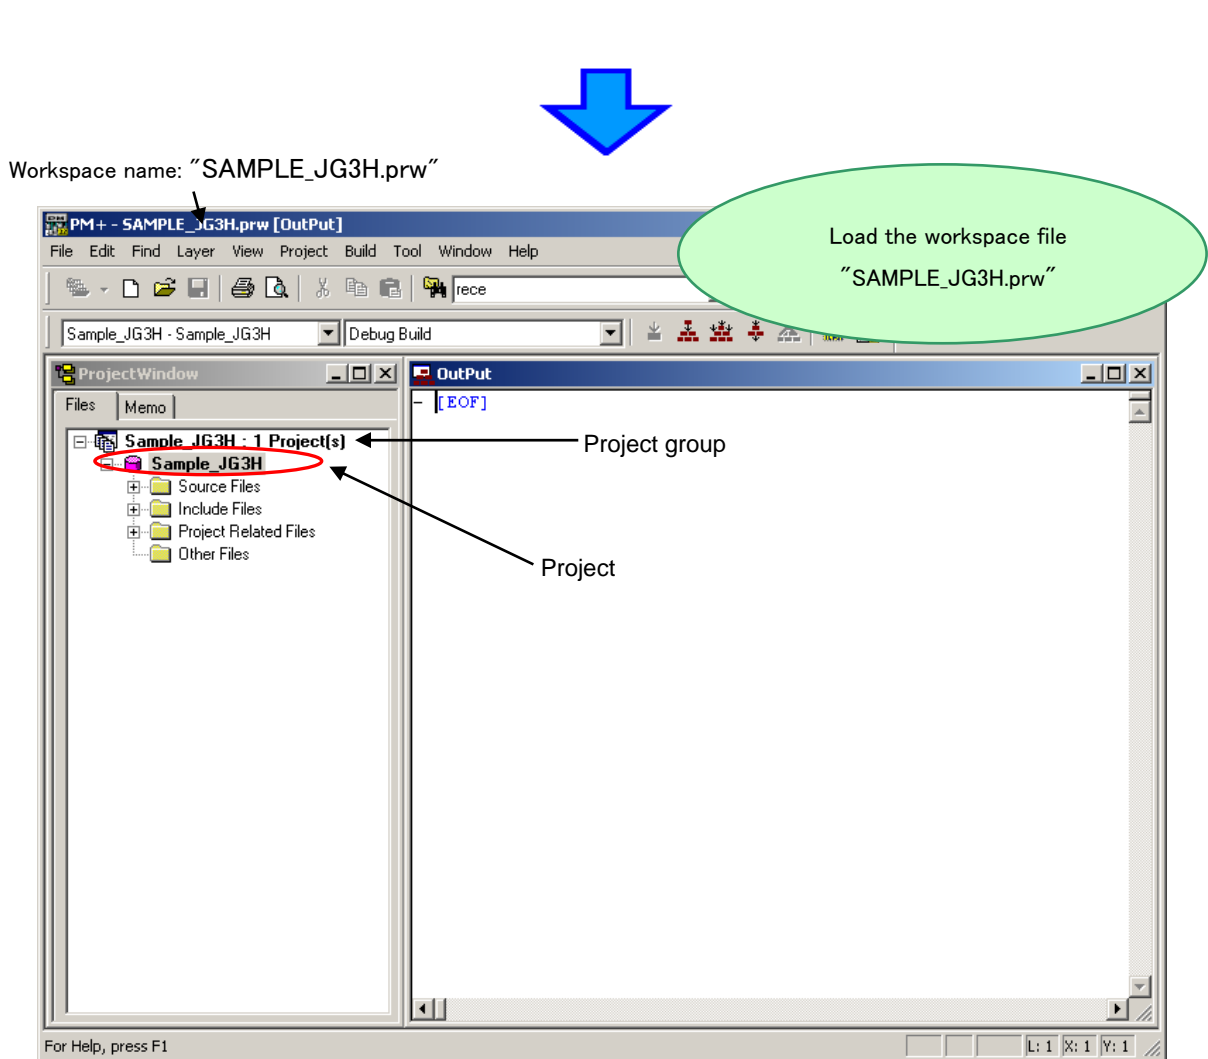 Workspace name: "SAMPLE_JG3H.prw"
PM+ - SAMPLE_JG3H.prw [OutPut]
Load the workspace file
"SAMPLE_JG3H.prw"
File Edit Find Layer View Project Build Tool Window Help
rece
Sample_JG3H - Sample_JG3H Debug Build
ProjectWindow
OutPut
Files Memo
[EOF]
Sample_JG3H : 1 Project(s)
Project group
Sample_JG3H
Source Files
Include Files
Project Related Files
Other Files
Project
For Help, press F1
L: 1 X: 1 Y: 1